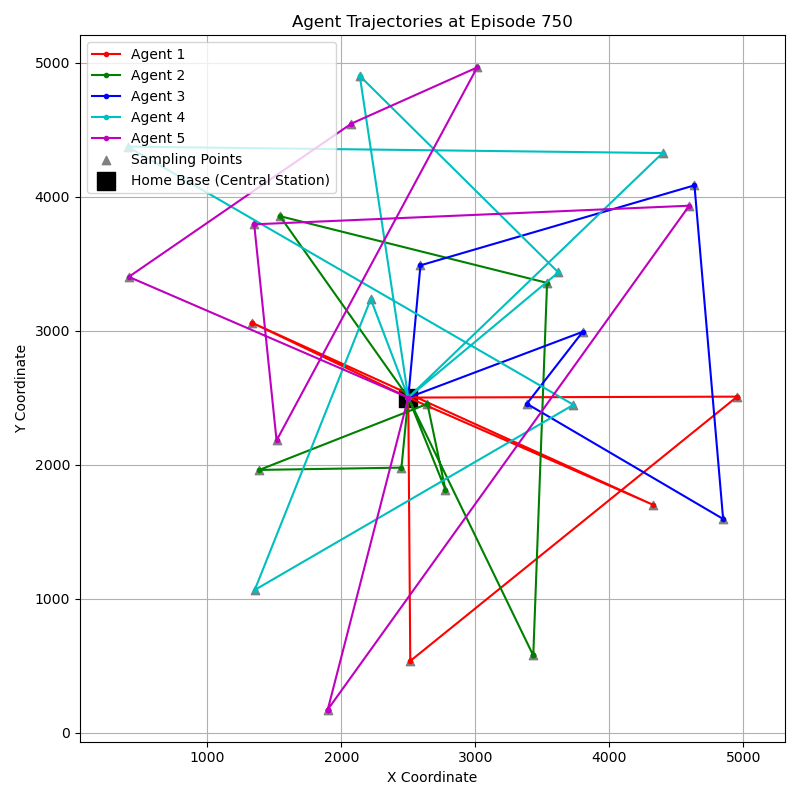 Agent Trajectories at Episode 750
Agent 1
Agent 2
Agent 3
Agent 4
Agent 5
Sampling Points
Home Base (Central Station)
Y Coordinate
5000
4000
3000
2000
1000
0
1000 2000 3000 4000 5000
X Coordinate